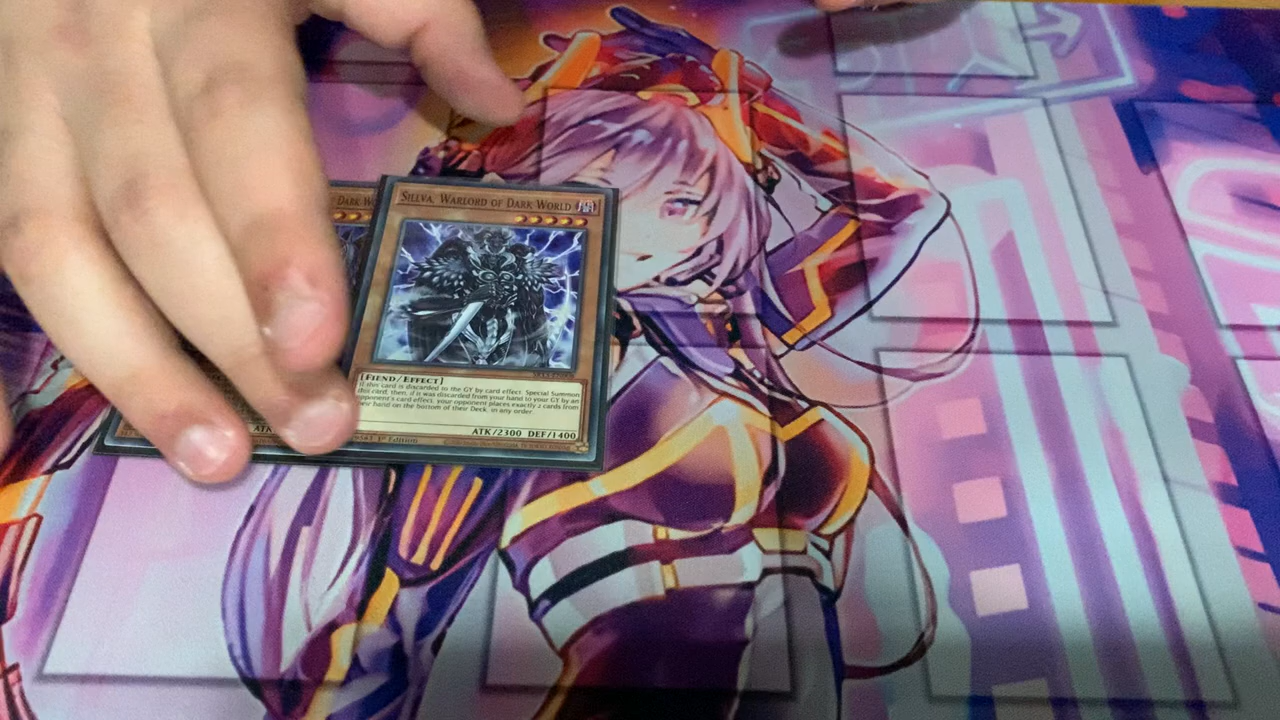 Dark W
Sillva, Warlord of Dark World
[Fiend/Effect]
If this card is discarded to the GY by card effect: Special Summon
this card, then, if it was discarded from your hand to your GY by an
opponent's card effect, your opponent places exactly 2 cards from
their hand on the bottom of their Deck, in any order.
ATK
ATK/2300 DEF/1400
1st Edition